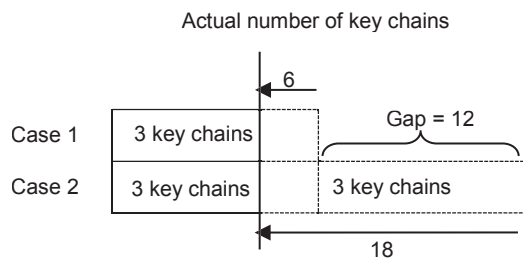 Actual number of key chains
6
Gap = 12
Case 1 3 key chains
Case 2 3 key chains 3 key chains
18